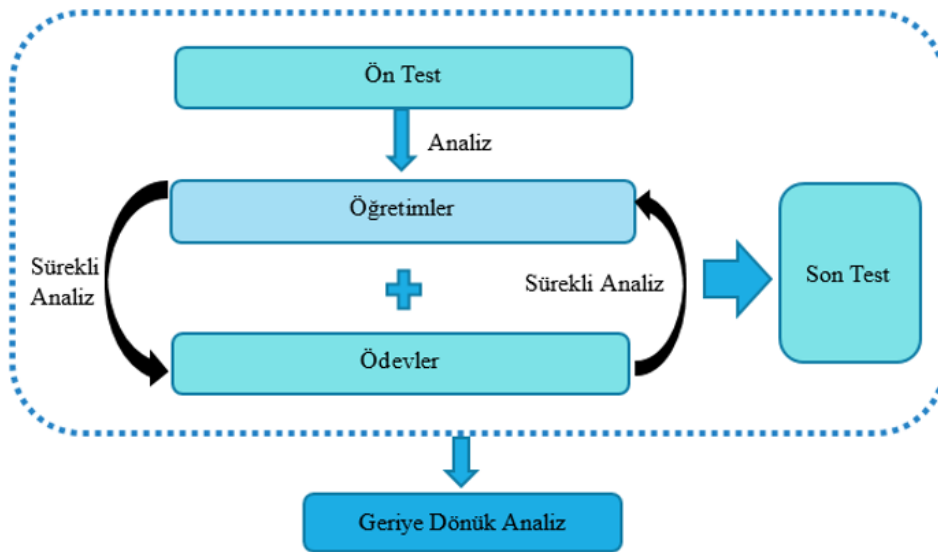 Ön Test
Analiz
Öğretimler
Sürekli
Analiz
Sürekli Analiz
Son Test
Ödevler
Geriye Dönük Analiz